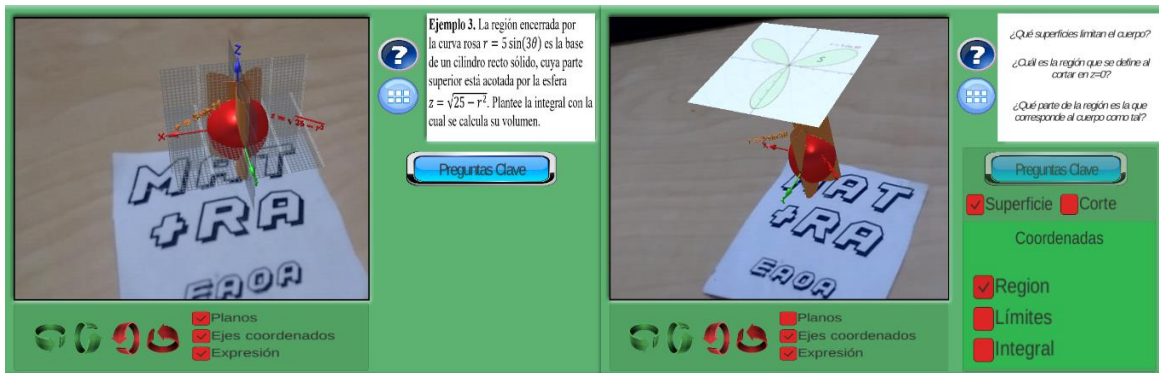 Z
X
z = √25 − r²
MAT
+RA
EAOA
?
Ejemplo 3. La región encerrada por
la curva rosa r = 5 sin(3θ) es la base
de un cilindro recto sólido, cuya parte
superior está acotada por la esfera
z = √25 − r². Plantee la integral con la
cual se calcula su volumen.
Preguntas Clave
Planos
Ejes coordenados
Expresión
S
X
MAT
+RA
EAOA
?
¿Qué superficies limitan el cuerpo?
¿Cuál es la región que se define al
cortar en z=0?
¿Qué parte de la región es la que
corresponde al cuerpo como tal?
Preguntas Clave
Superficie Corte
Coordenadas
Region
Límites
Integral
Planos
Ejes coordenados
Expresión